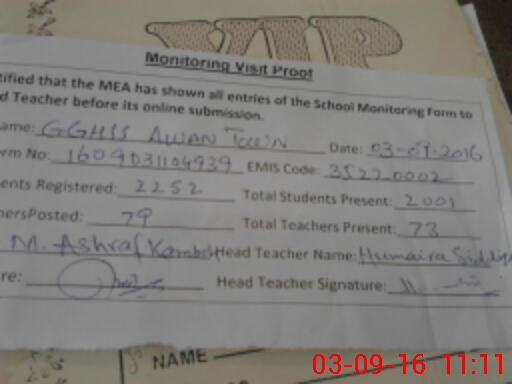 VIP
Monitoring Visit Proof
tified that the MEA has shown all entries of the School Monitoring Form to
d Teacher before its online submission.
ame: GGHSS AWAN TOWN Date: 03-09-2016
rm No: 1609031104939 EMIS Code: 35270002
ents Registered: 2252 Total Students Present: 2001
hersPosted: 79 Total Teachers Present: 73
M. Ashraf Kamboh Head Teacher Name: Humaira Siddiq
re: Head Teacher Signature:
NAME
03-09 16 11:11